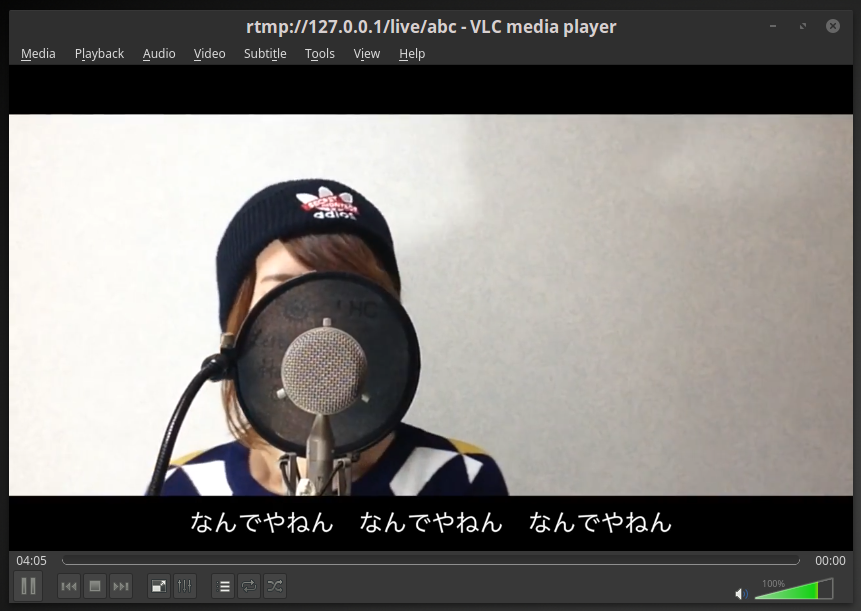 rtmp://127.0.0.1/live/abc - VLC media player
Media Playback Audio Video Subtitle Tools View Help
adios
なんでやねん なんでやねん なんでやねん
04:05 00:00
100%